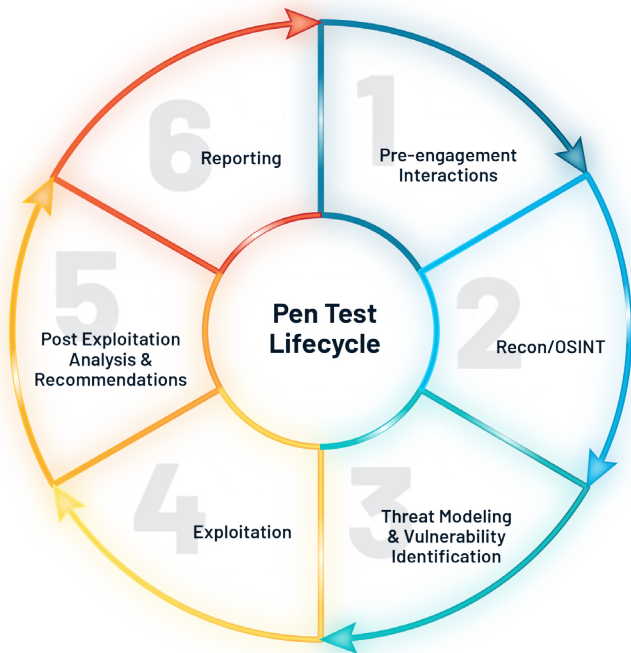 Pen Test
Lifecycle
1
Pre-engagement
Interactions
2
Recon/OSINT
3
Threat Modeling
& Vulnerability
Identification
4
Exploitation
5
Post Exploitation
Analysis &
Recommendations
6
Reporting